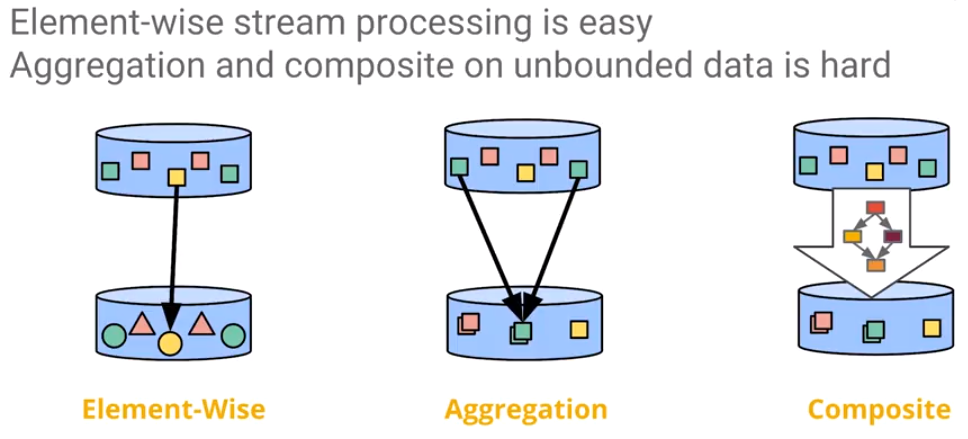 Element-wise stream processing is easy
Aggregation and composite on unbounded data is hard
Element-Wise
Aggregation
Composite